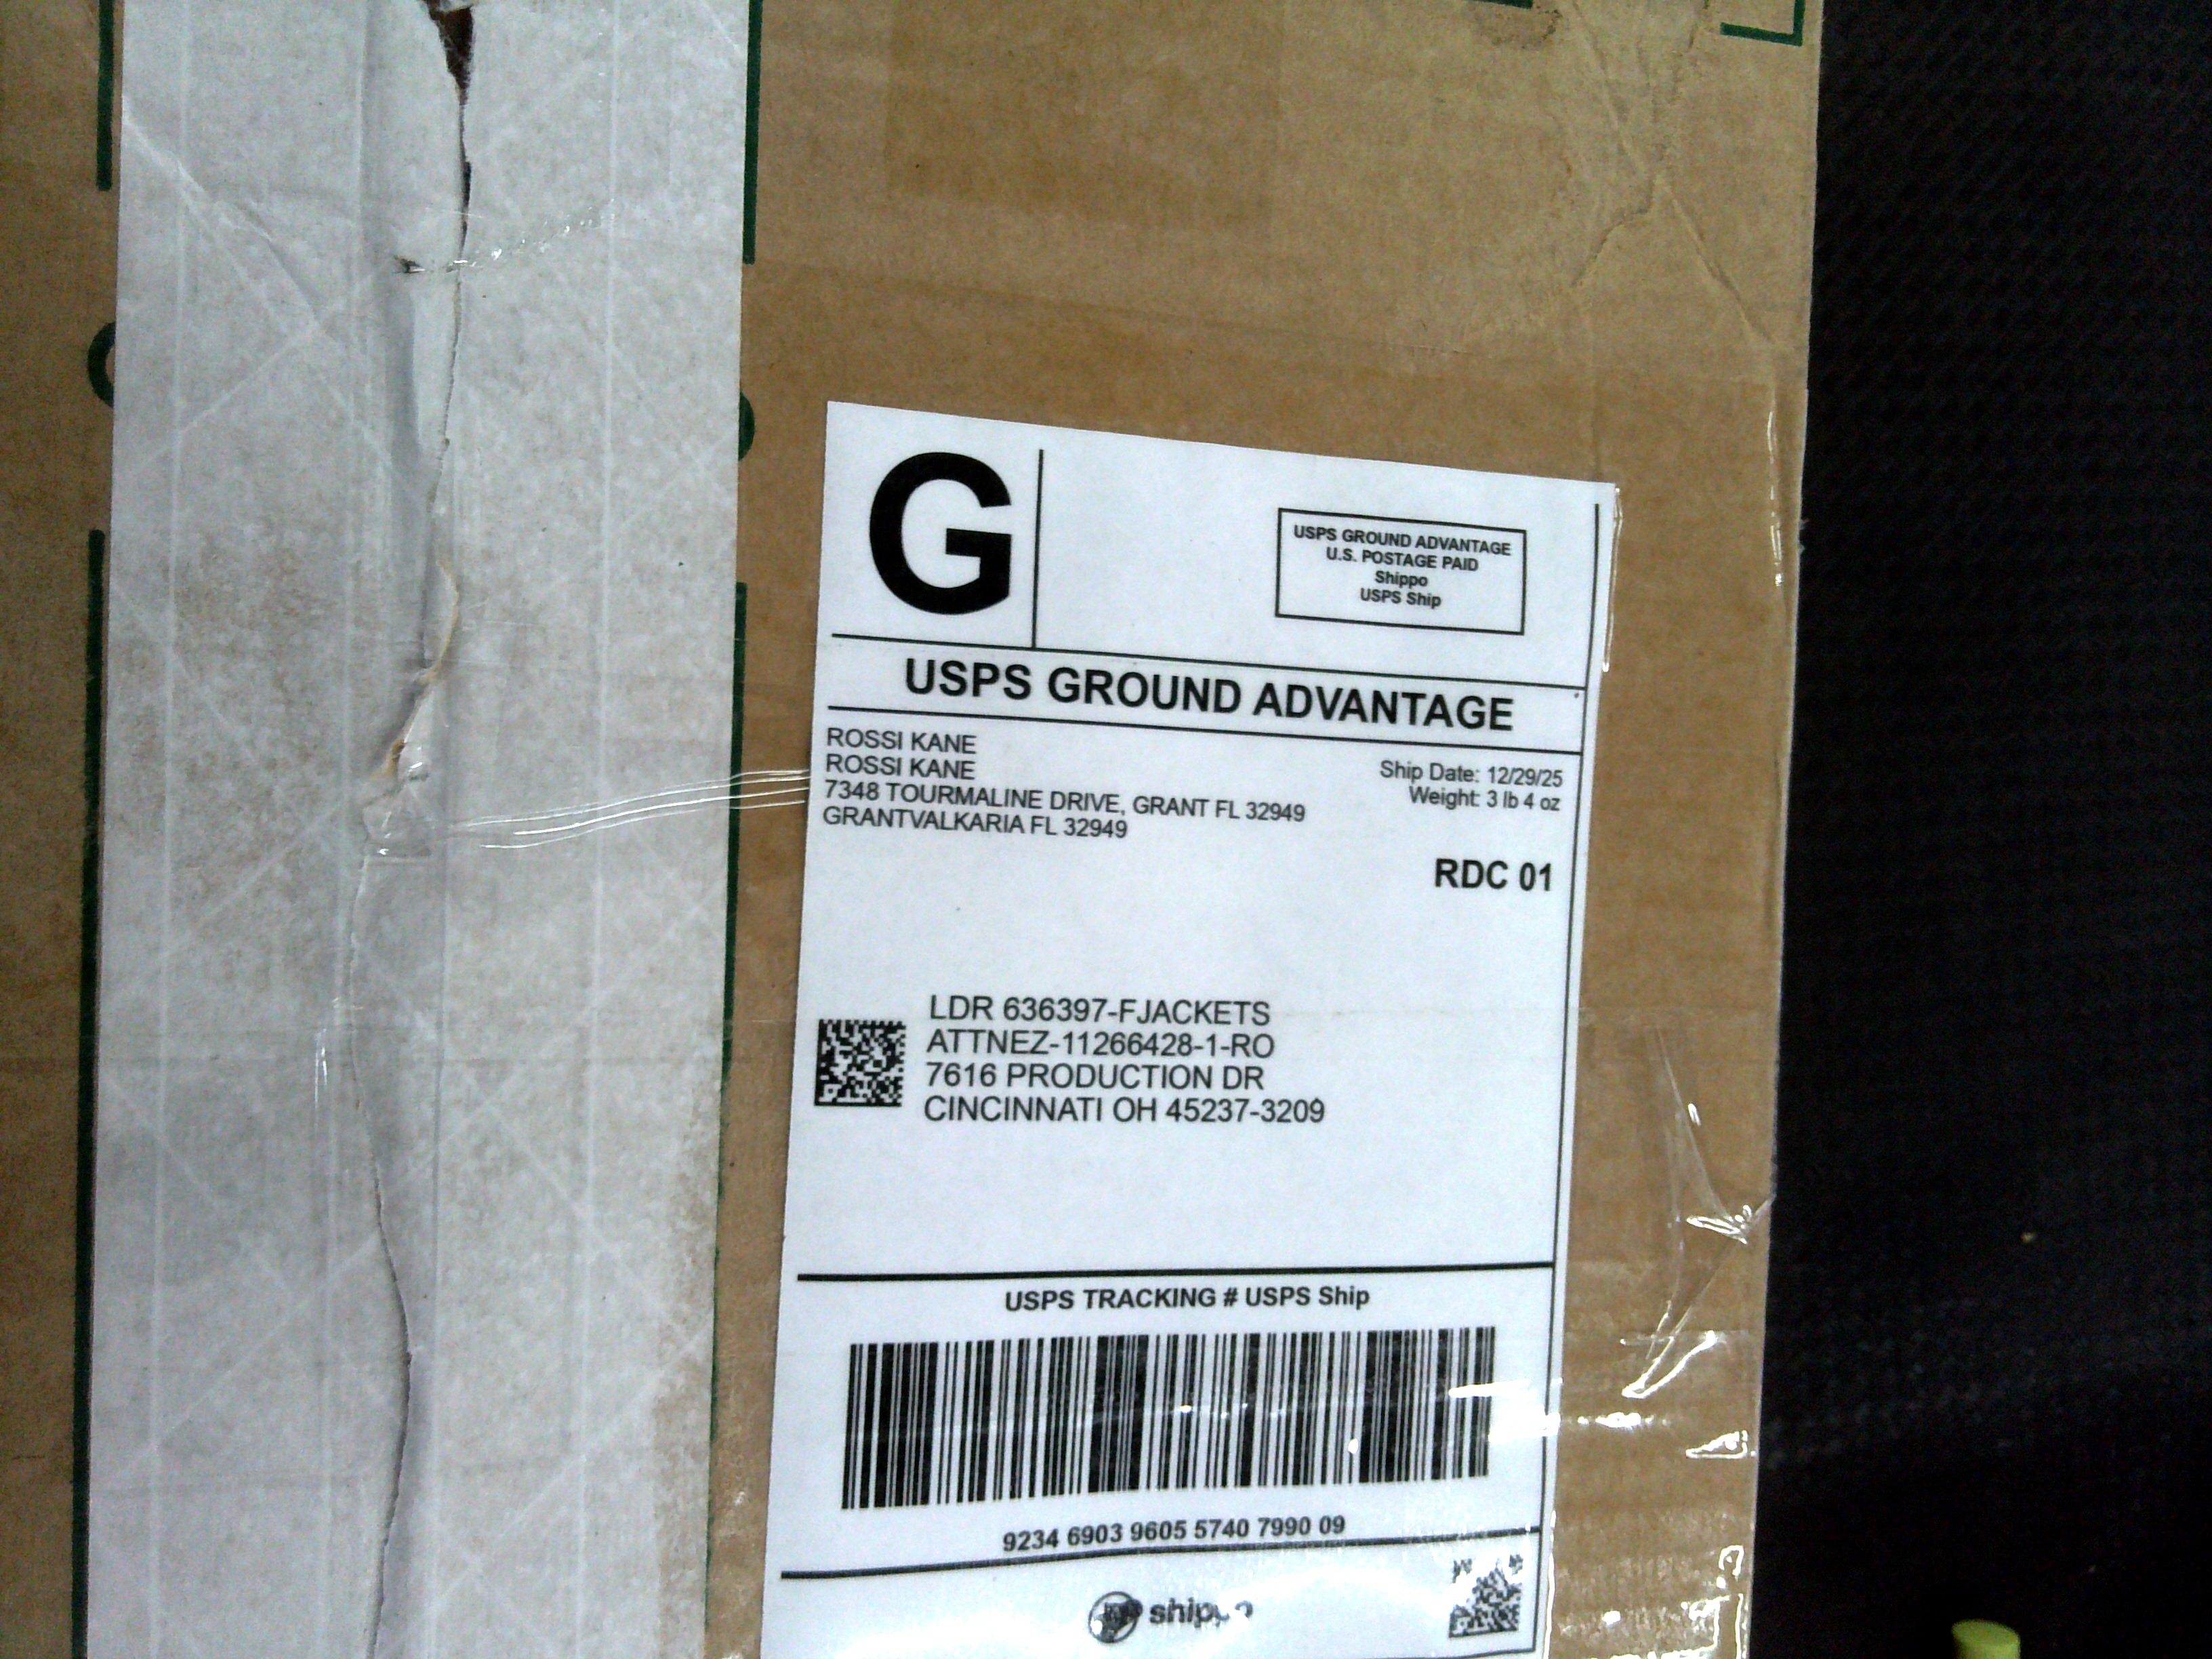 G
USPS GROUND ADVANTAGE
U.S. POSTAGE PAID
Shippo
USPS Ship
USPS GROUND ADVANTAGE
ROSSI KANE
ROSSI KANE
7348 TOURMALINE DRIVE, GRANT FL 32949
GRANTVALKARIA FL 32949
Ship Date: 12/29/25
Weight: 3 lb 4 oz
RDC 01
LDR 636397-FJACKETS
ATTNEZ-11266428-1-RO
7616 PRODUCTION DR
CINCINNATI OH 45237-3209
USPS TRACKING # USPS Ship
9234 6903 9605 5740 7990 09
shippo